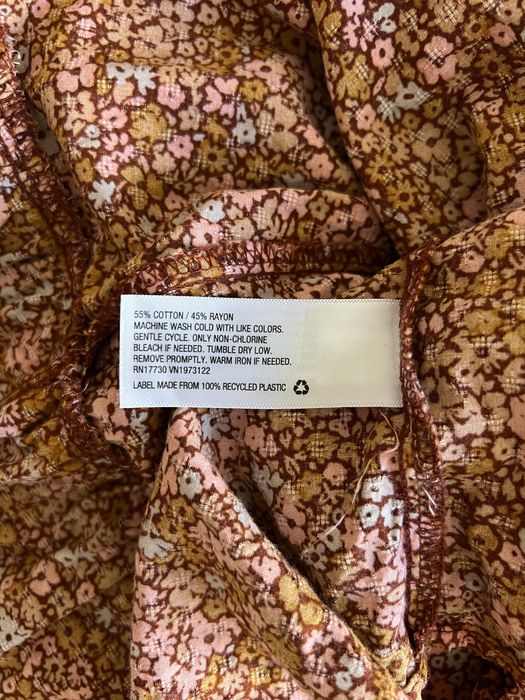 55% COTTON / 45% RAYON
MACHINE WASH COLD WITH LIKE COLORS.
GENTLE CYCLE. ONLY NON-CHLORINE
BLEACH IF NEEDED. TUMBLE DRY LOW.
REMOVE PROMPTLY. WARM IRON IF NEEDED.
RN17730 VN1973122
LABEL MADE FROM 100% RECYCLED PLASTIC